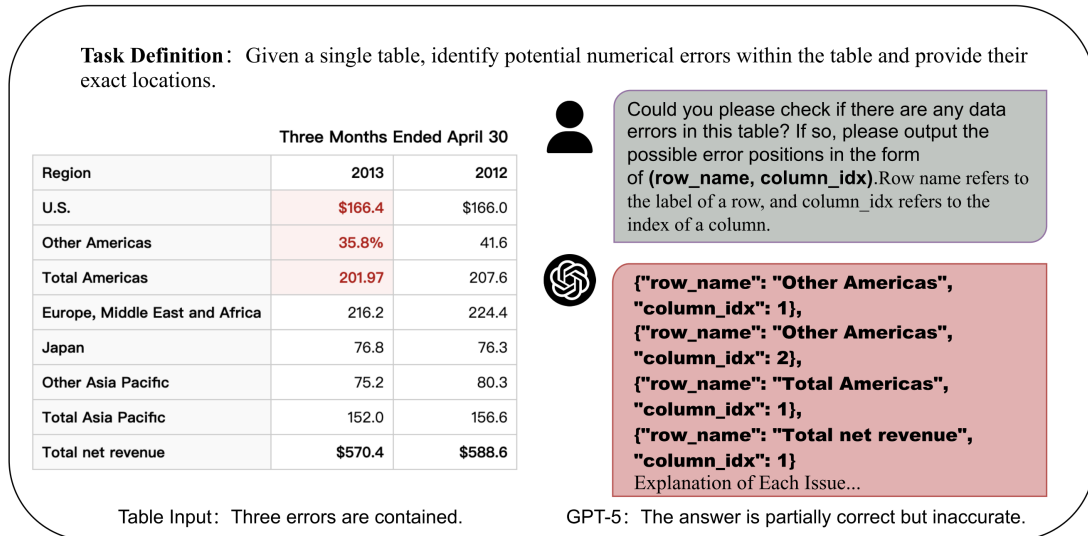 Task Definition： Given a single table, identify potential numerical errors within the table and provide their
exact locations.
Three Months Ended April 30
Region 2013 2012
U.S. $166.4 $166.0
Other Americas 35.8% 41.6
Total Americas 201.97 207.6
Europe, Middle East and Africa 216.2 224.4
Japan 76.8 76.3
Other Asia Pacific 75.2 80.3
Total Asia Pacific 152.0 156.6
Total net revenue $570.4 $588.6
Table Input： Three errors are contained.
Could you please check if there are any data
errors in this table? If so, please output the
possible error positions in the form
of (row_name, column_idx).Row name refers to
the label of a row, and column_idx refers to the
index of a column.
{"row_name": "Other Americas",
"column_idx": 1},
{"row_name": "Other Americas",
"column_idx": 2},
{"row_name": "Total Americas",
"column_idx": 1},
{"row_name": "Total net revenue",
"column_idx": 1}
Explanation of Each Issue...
GPT-5： The answer is partially correct but inaccurate.